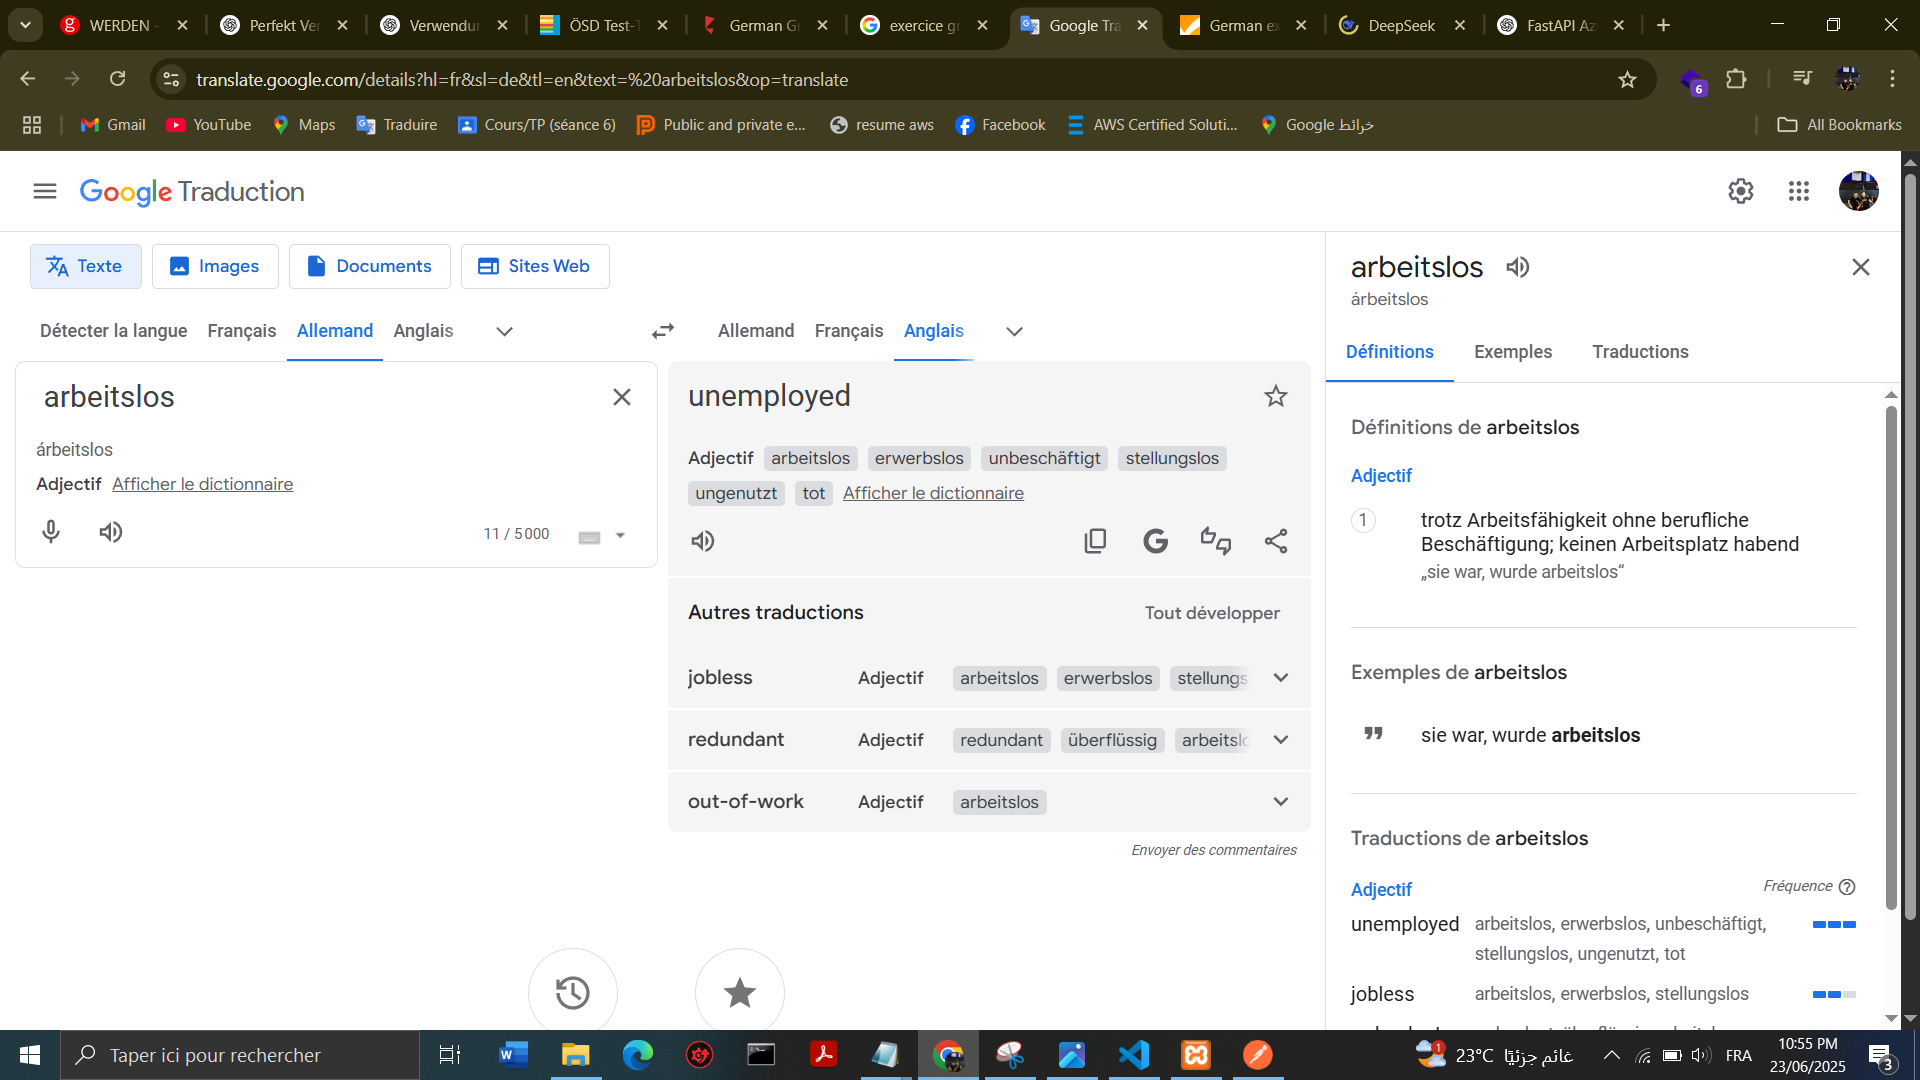 WERDEN -
Perfekt Ver
Verwendur
ÖSD Test-T
German Gr
exercice gr
Google Tra
German ex
DeepSeek
FastAPI Az
translate.google.com/details?hl=fr&sl=de&tl=en&text=%20arbeitslos&op=translate
6
Gmail
YouTube
Maps
Traduire
Cours/TP (séance 6)
Public and private e...
resume aws
Facebook
AWS Certified Soluti...
خرائط Google
All Bookmarks
Google Traduction
Texte
Images
Documents
Sites Web
Détecter la langue Français Allemand Anglais
Allemand Français Anglais
arbeitslos
árbeitslos
Adjectif Afficher le dictionnaire
11 / 5 000
unemployed
Adjectif arbeitslos erwerbslos unbeschäftigt stellungslos
ungenutzt tot Afficher le dictionnaire
Autres traductions Tout développer
jobless Adjectif arbeitslos erwerbslos stellungs
redundant Adjectif redundant überflüssig arbeitslo
out-of-work Adjectif arbeitslos
Envoyer des commentaires
arbeitslos
árbeitslos
Définitions Exemples Traductions
Définitions de arbeitslos
Adjectif
1 trotz Arbeitsfähigkeit ohne berufliche
Beschäftigung; keinen Arbeitsplatz habend
„sie war, wurde arbeitslos“
Exemples de arbeitslos
sie war, wurde arbeitslos
Traductions de arbeitslos
Adjectif Fréquence
unemployed arbeitslos, erwerbslos, unbeschäftigt,
stellungslos, ungenutzt, tot
jobless arbeitslos, erwerbslos, stellungslos
Taper ici pour rechercher
1
23°C غائم جزئيًا
FRA
10:55 PM
23/06/2025
3